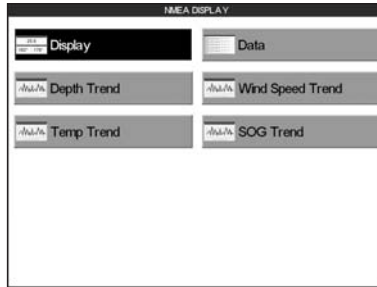 NMEA DISPLAY
Display
Data
Depth Trend
Wind Speed Trend
Temp Trend
SOG Trend